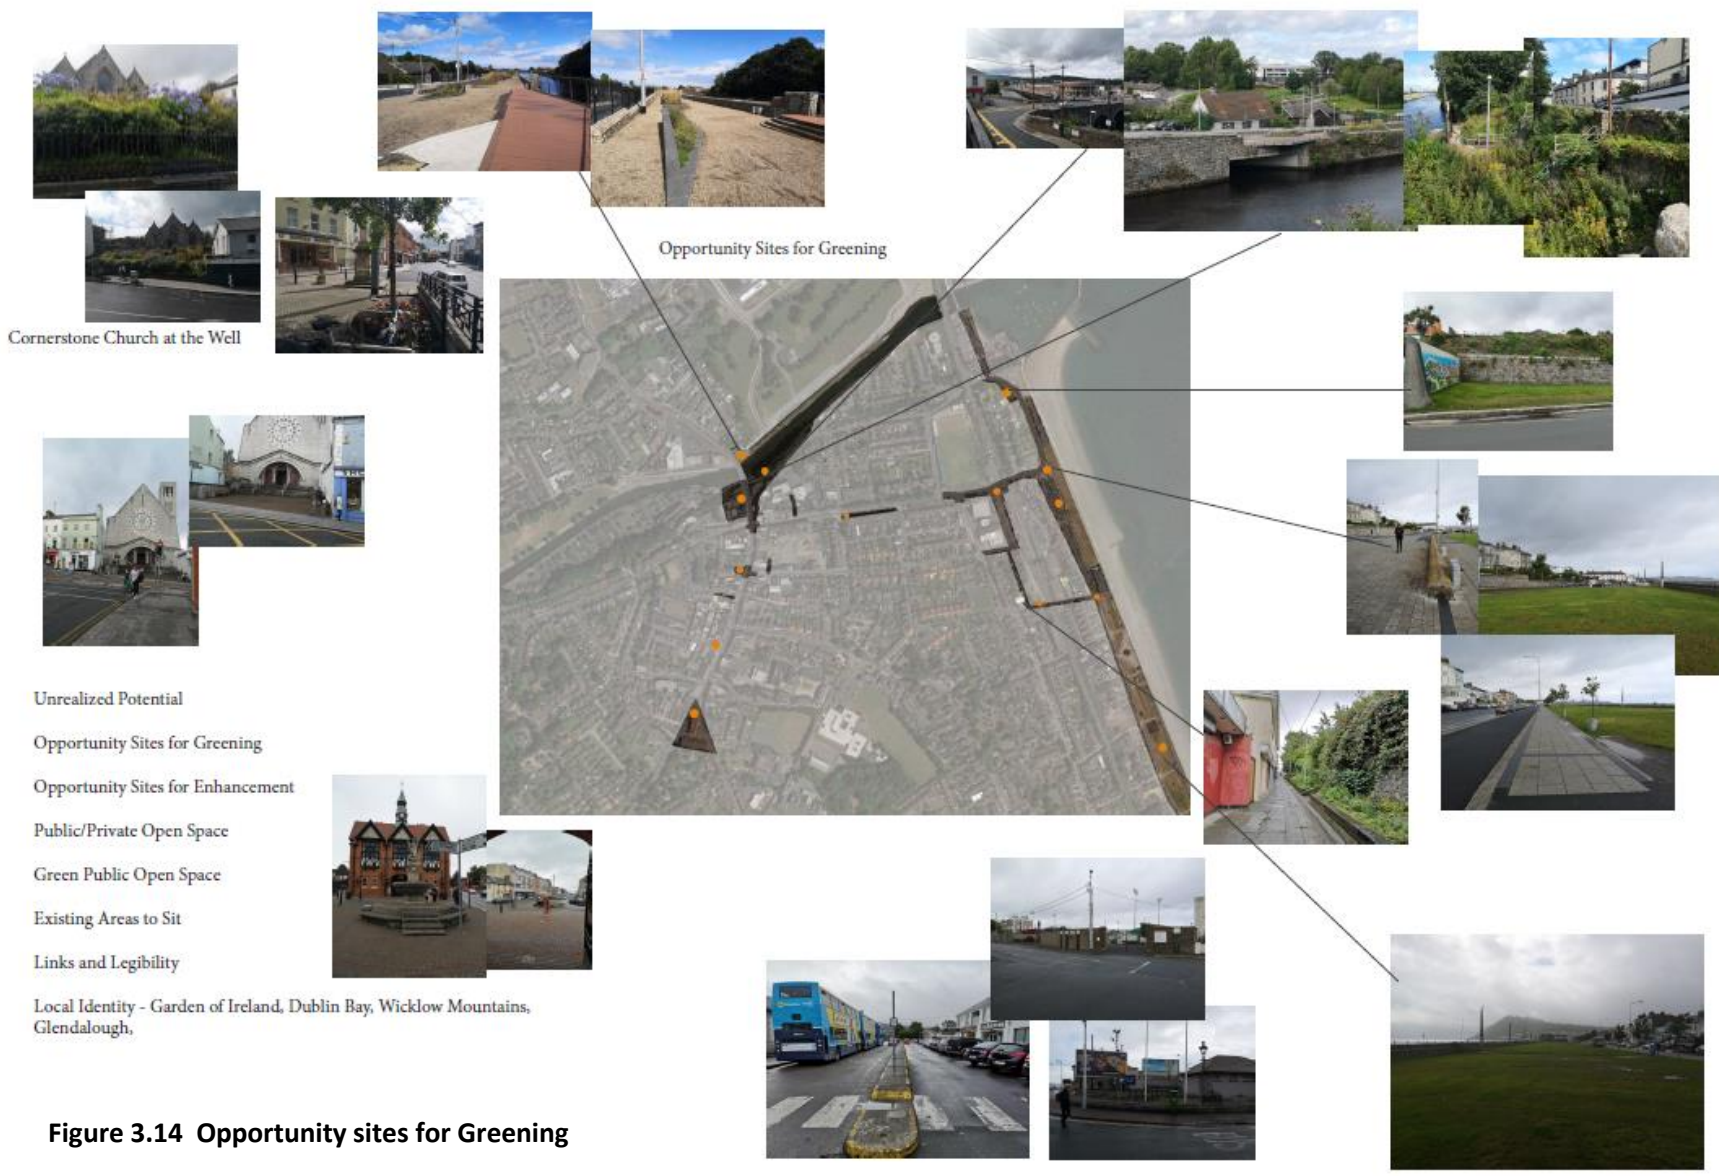 Opportunity Sites for Greening
Cornerstone Church at the Well
Unrealized Potential
Opportunity Sites for Greening
Opportunity Sites for Enhancement
Public/Private Open Space
Green Public Open Space
Existing Areas to Sit
Links and Legibility
Local Identity - Garden of Ireland, Dublin Bay, Wicklow Mountains,
Glendalough,
Figure 3.14 Opportunity sites for Greening